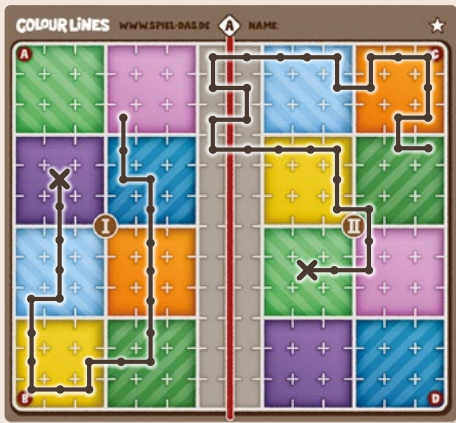 COLOUR LINES WWW.SPIEL-DAS.DE A NAME:
A C
I II
B D